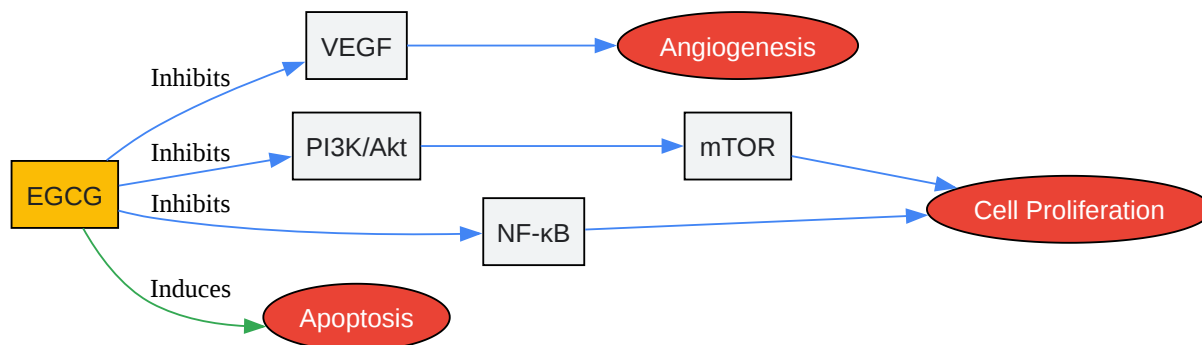 VEGF
Angiogenesis
Inhibits
PI3K/Akt
mTOR
Inhibits
EGCG
Inhibits
NF-κB
Cell Proliferation
Induces
Apoptosis